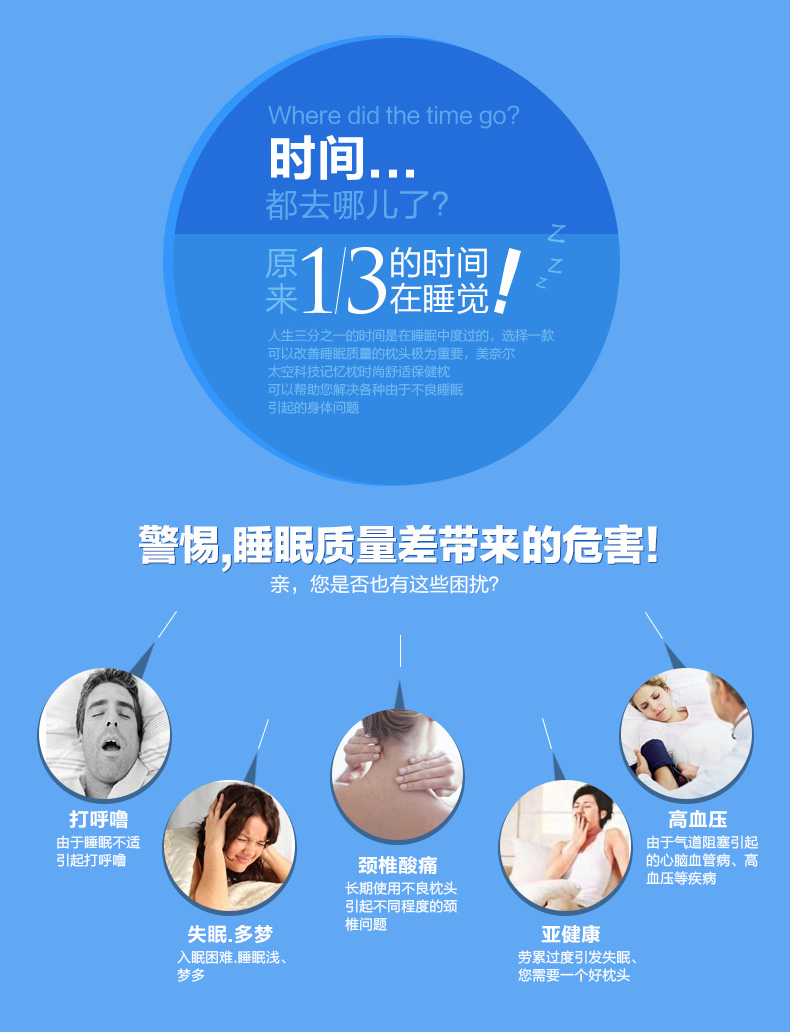 Where did the time go?
时间...
都去哪儿了?
原来1/3的时间在睡觉!
z
z
z
人生三分之一的时间是在睡眠中度过的，选择一款
可以改善睡眠质量的枕头极为重要，美奈尔
太空科技记忆枕时尚舒适保健枕
可以帮助您解决各种由于不良睡眠
引起的身体问题
警惕,睡眠质量差带来的危害!
亲，您是否也有这些困扰?
打呼噜
由于睡眠不适
引起打呼噜
失眠.多梦
入眠困难.睡眠浅、
梦多
颈椎酸痛
长期使用不良枕头
引起不同程度的颈
椎问题
亚健康
劳累过度引发失眠、
您需要一个好枕头
高血压
由于气道阻塞引起
的心脑血管病、高
血压等疾病